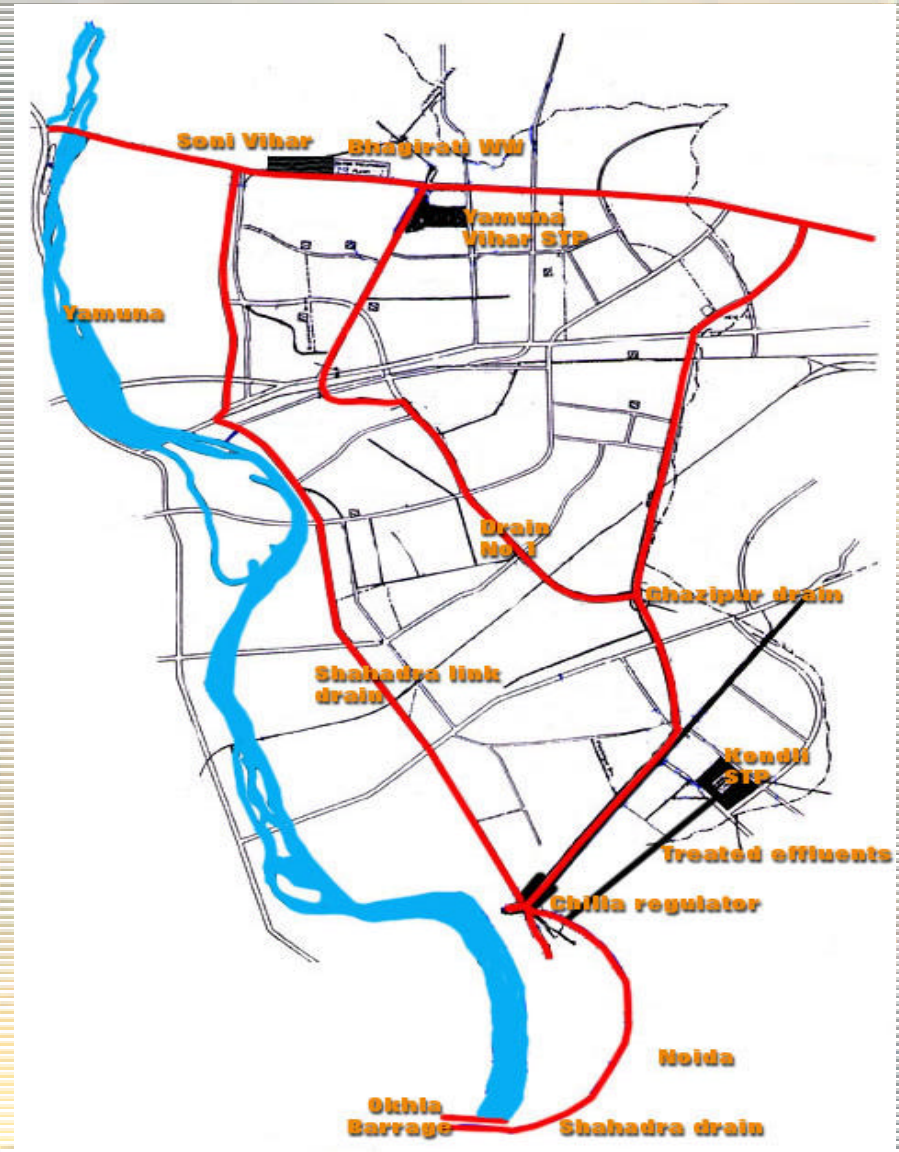 Soni Vihar
Bhagirati WW
Yamuna
Vihar STP
Yamuna
Drain
No 1
Ghazipur drain
Shahadra link
drain
Kondli
STP
Treated effluents
Chilla regulator
Noida
Okhla
Barrage
Shahadra drain